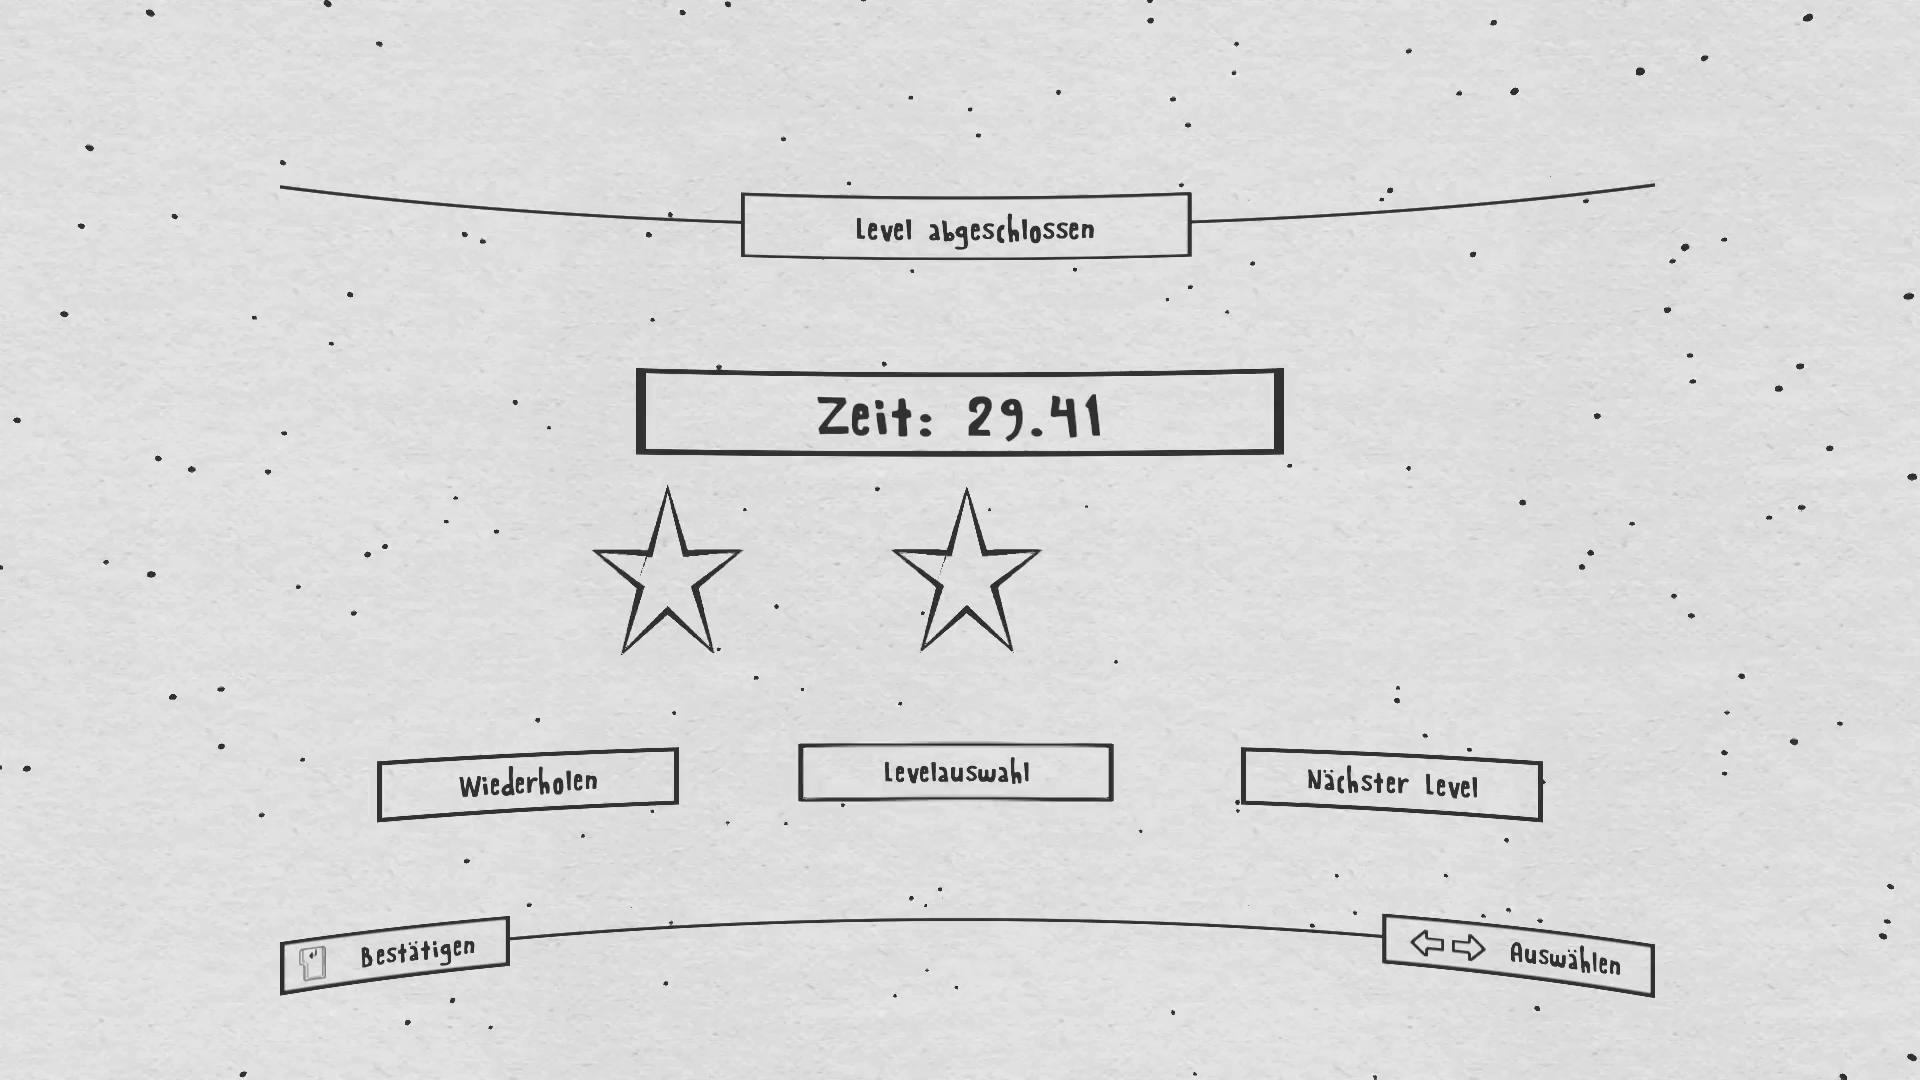 Level abgeschlossen
Zeit: 29.41
Wiederholen
Levelauswahl
Nächster Level
Bestätigen
Auswählen